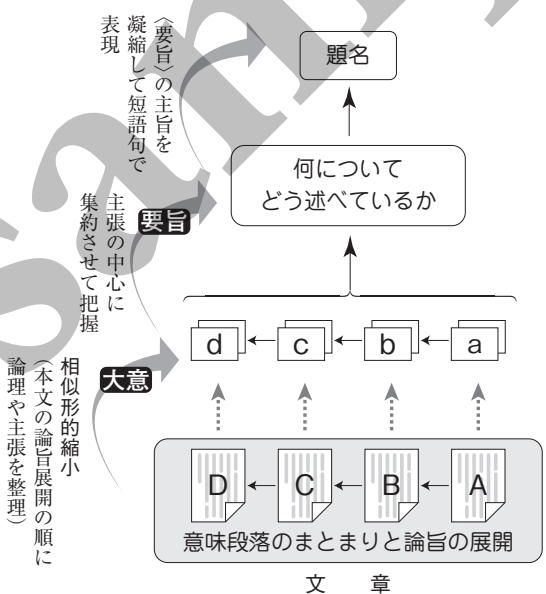 題名
〈要旨〉の主旨を
凝縮して短語句で
表現
何について
どう述べているか
要旨
主張の中心に
集約させて把握
d c b a
大意
相似形的縮小
(本文の論旨展開の順に
論理や主張を整理)
D C B A
意味段落のまとまりと論旨の展開
文 章